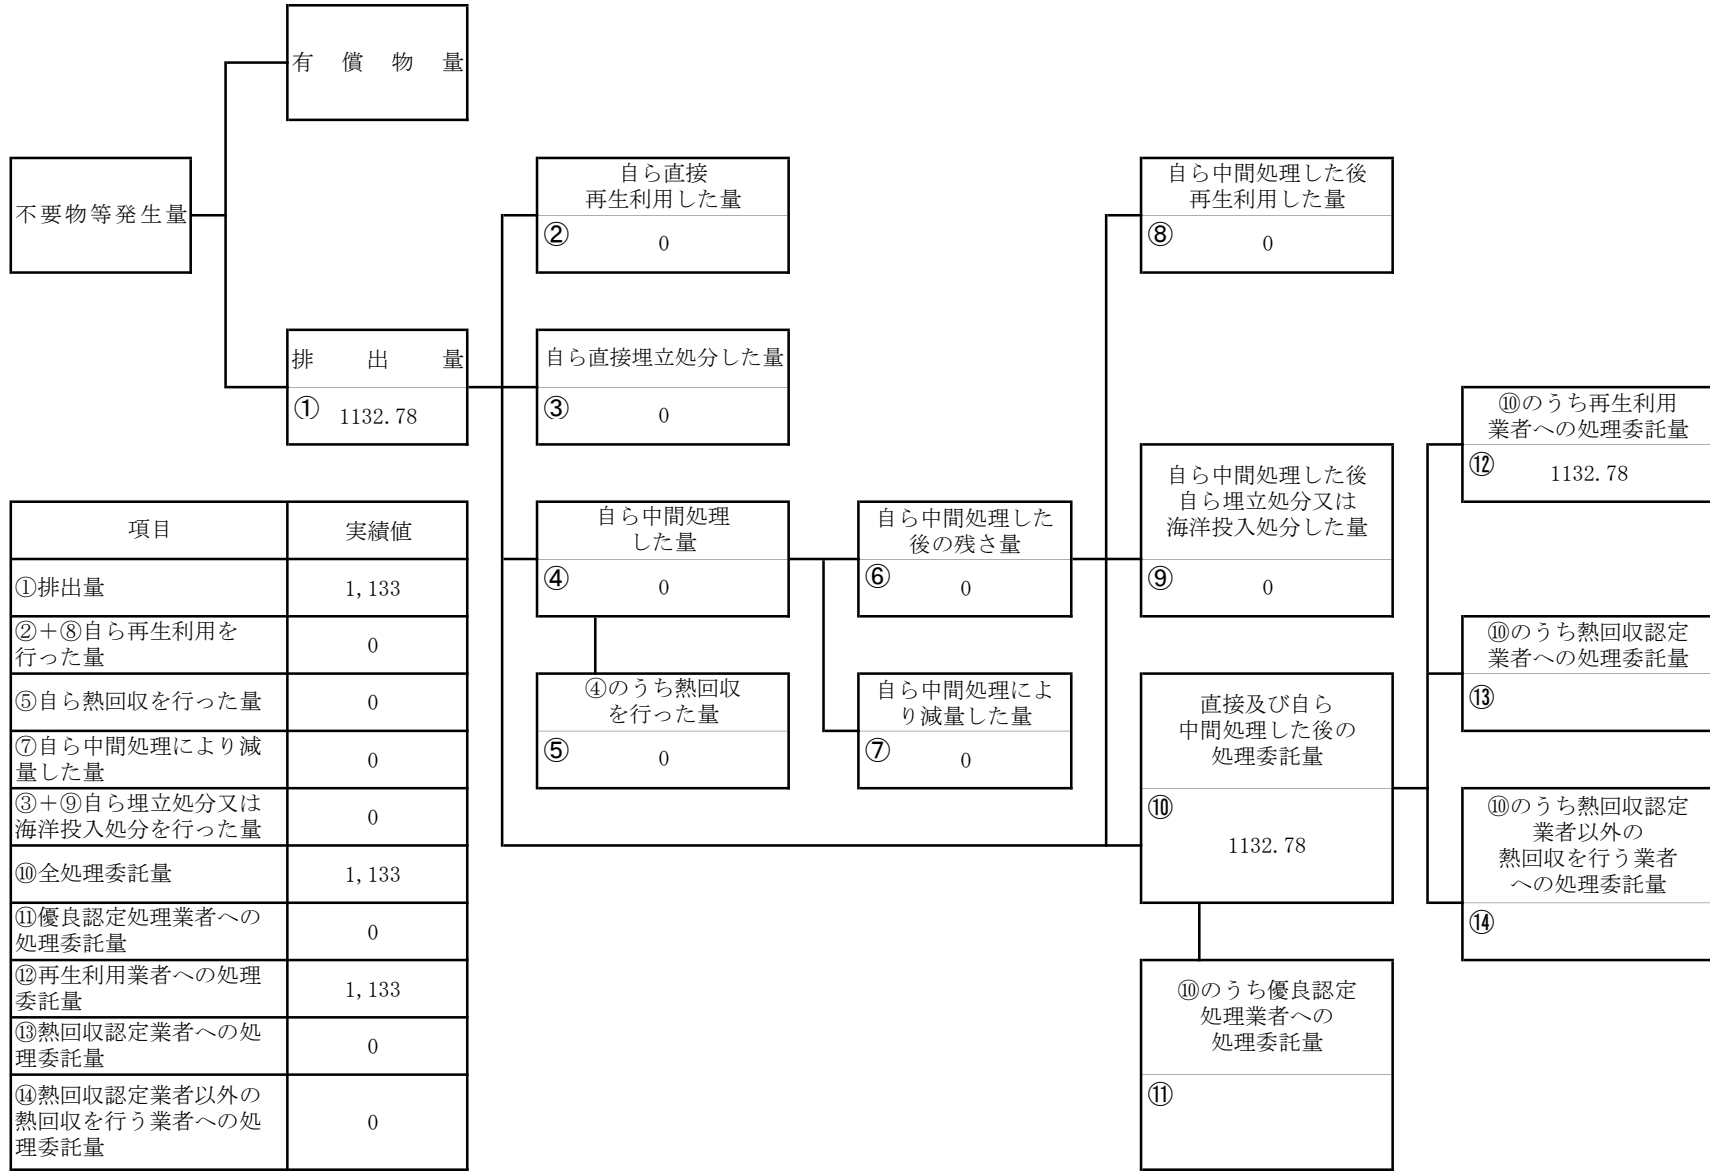 有償物量
不要物等発生量
排出量
① 1132.78
自ら直接
再生利用した量
② 0
自ら直接埋立処分した量
③ 0
自ら中間処理
した量
④ 0
④のうち熱回収
を行った量
⑤ 0
自ら中間処理した
後の残さ量
⑥ 0
自ら中間処理によ
り減量した量
⑦ 0
自ら中間処理した後
再生利用した量
⑧ 0
自ら中間処理した後
自ら埋立処分又は
海洋投入処分した量
⑨ 0
直接及び自ら
中間処理した後の
処理委託量
⑩
1132.78
⑩のうち優良認定
処理業者への
処理委託量
⑪
⑩のうち再生利用
業者への処理委託量
⑫ 1132.78
⑩のうち熱回収認定
業者への処理委託量
⑬
⑩のうち熱回収認定
業者以外の
熱回収を行う業者
への処理委託量
⑭
項目 実績値
①排出量 1,133
②+⑧自ら再生利用を
行った量 0
⑤自ら熱回収を行った量 0
⑦自ら中間処理により減
量した量 0
③+⑨自ら埋立処分又は
海洋投入処分を行った量 0
⑩全処理委託量 1,133
⑪優良認定処理業者への
処理委託量 0
⑫再生利用業者への処理
委託量 1,133
⑬熱回収認定業者への処
理委託量 0
⑭熱回収認定業者以外の
熱回収を行う業者への処
理委託量 0